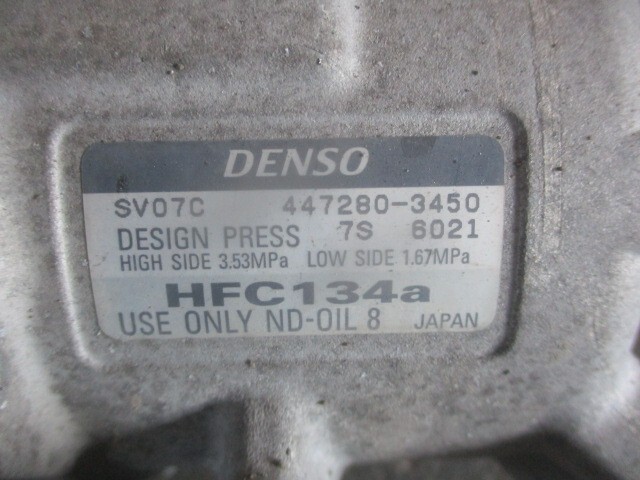 DENSO
SV07C 447280-3450
DESIGN PRESS 7S 6021
HIGH SIDE 3.53MPa LOW SIDE 1.67MPa
HFC134a
USE ONLY ND-OIL 8 JAPAN